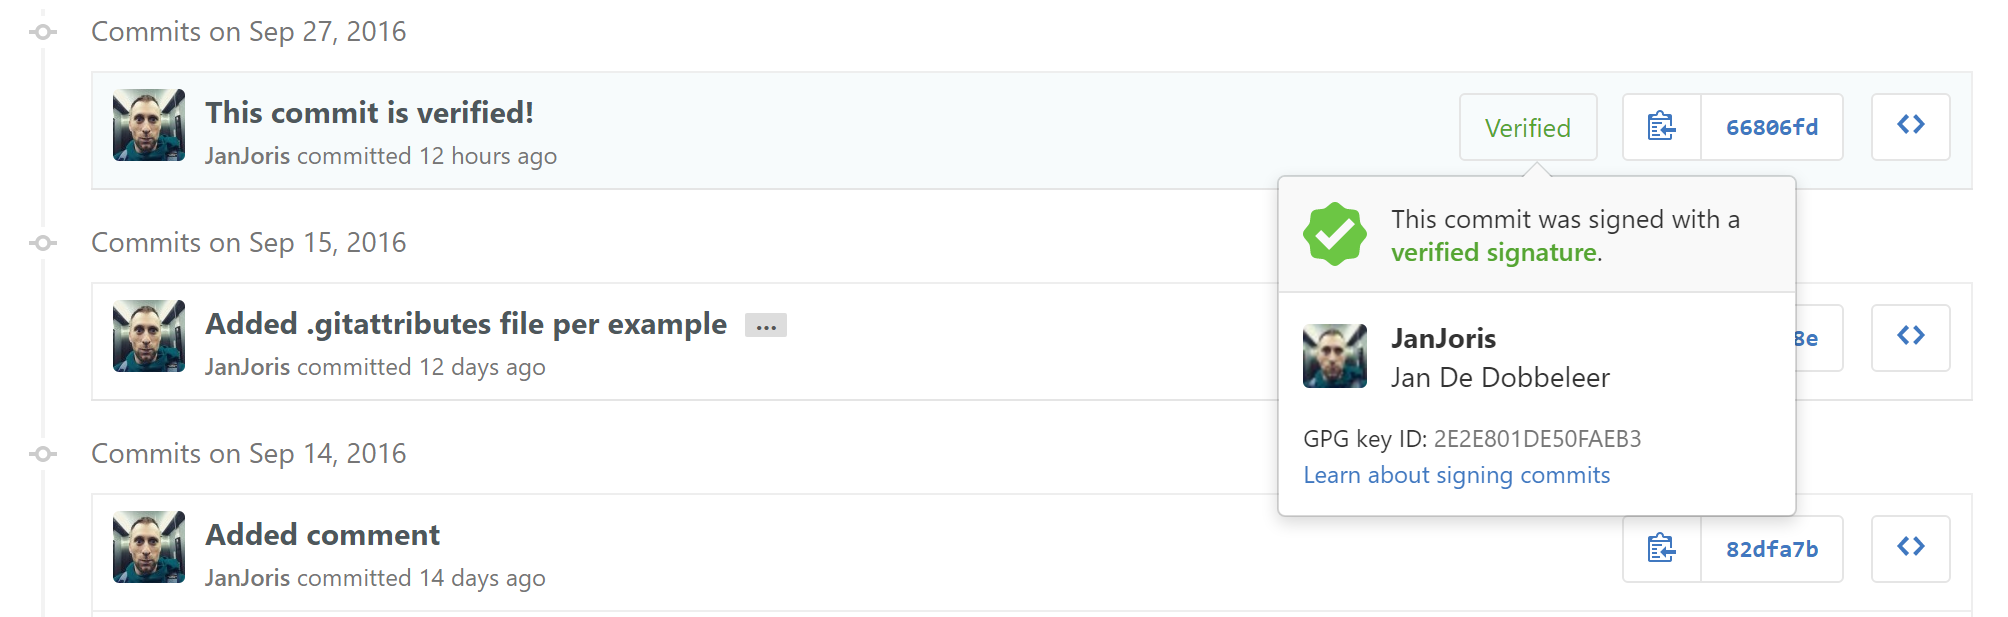 Commits on Sep 27, 2016
This commit is verified!
JanJoris committed 12 hours ago
Verified
66806fd
This commit was signed with a
verified signature.
JanJoris
Jan De Dobbeleer
GPG key ID: 2E2E801DE50FAEB3
Learn about signing commits
Commits on Sep 15, 2016
Added .gitattributes file per example ...
JanJoris committed 12 days ago
8e
Commits on Sep 14, 2016
Added comment
JanJoris committed 14 days ago
82dfa7b